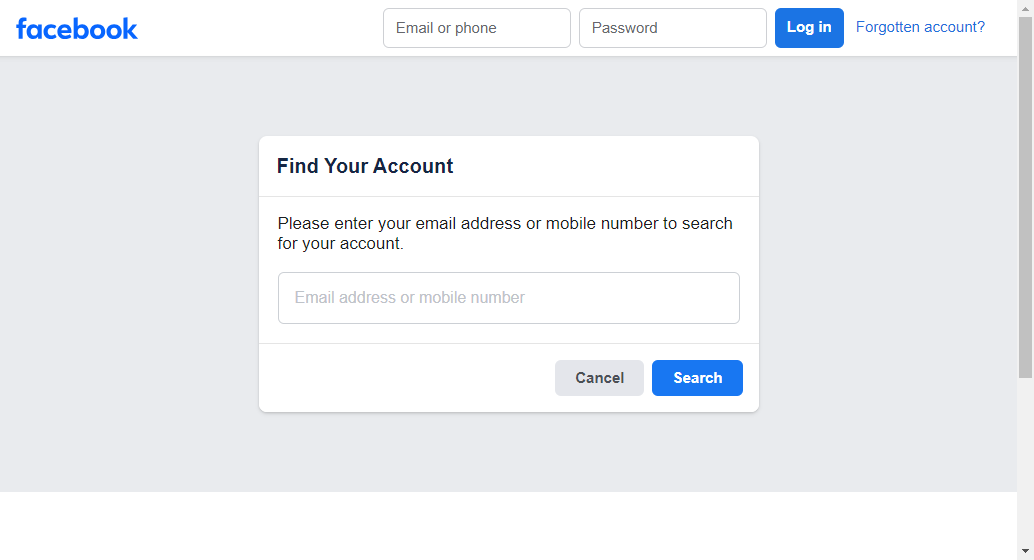 facebook
Email or phone
Password
Log in
Forgotten account?
Find Your Account
Please enter your email address or mobile number to search
for your account.
Email address or mobile number
Cancel
Search